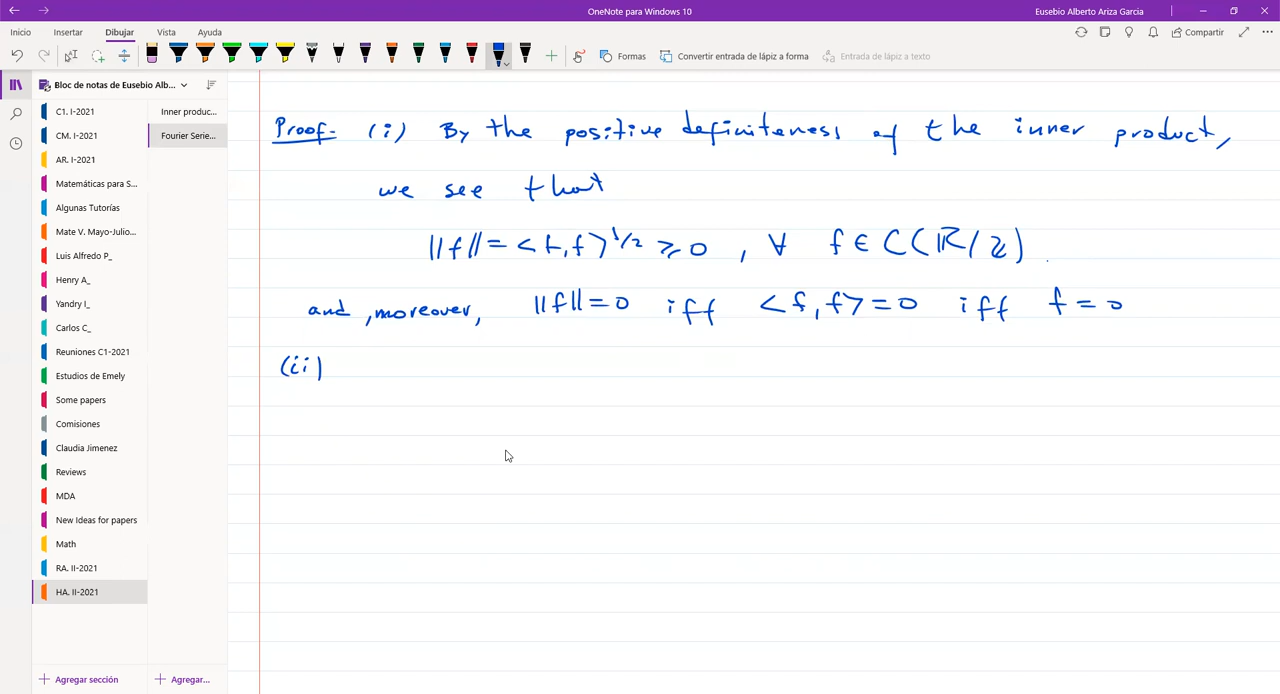 OneNote para Windows 10
Eusebio Alberto Ariza Garcia
Inicio
Insertar
Dibujar
Vista
Ayuda
Compartir
Formas
Convertir entrada de lápiz a forma
Entrada de lápiz a texto
Bloc de notas de Eusebio Alb...
C1. I-2021
CM. I-2021
AR. I-2021
Matemáticas para S...
Algunas Tutorías
Mate V. Mayo-Julio...
Luis Alfredo P_
Henry A_
Yandry I_
Carlos C_
Reuniones C1-2021
Estudios de Emely
Some papers
Comisiones
Claudia Jimenez
Reviews
MDA
New Ideas for papers
Math
RA. II-2021
HA. II-2021
Agregar sección
Inner produc...
Fourier Serie...
Agregar...
Proof.- (i) By the positive definiteness of the inner product,
we see that
||f|| = <f,f>^1/2 ≥ 0 , ∀ f ∈ C(ℝ/ℤ).
and, moreover, ||f|| = 0 iff <f,f> = 0 iff f = 0
(ii)